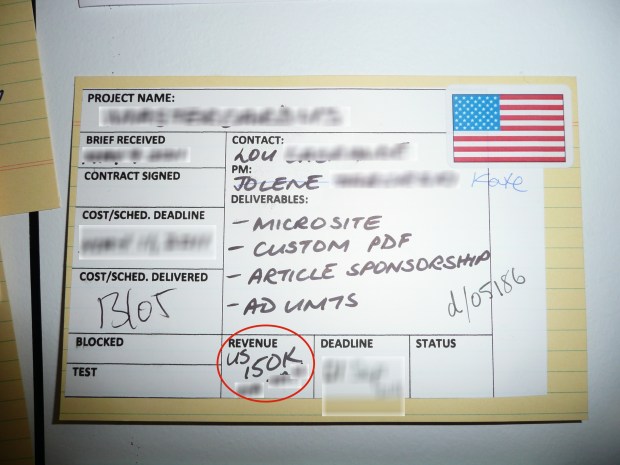 PROJECT NAME:
BRIEF RECEIVED
CONTRACT SIGNED
COST/SCHED. DEADLINE
COST/SCHED. DELIVERED
13/05
BLOCKED
TEST
CONTACT:
LOU
PM:
JOLENE
Kate
DELIVERABLES:
- MICROSITE
- CUSTOM PDF
- ARTICLE SPONSORSHIP
- AD UNITS
d/05186
REVENUE
US 150K
DEADLINE
STATUS